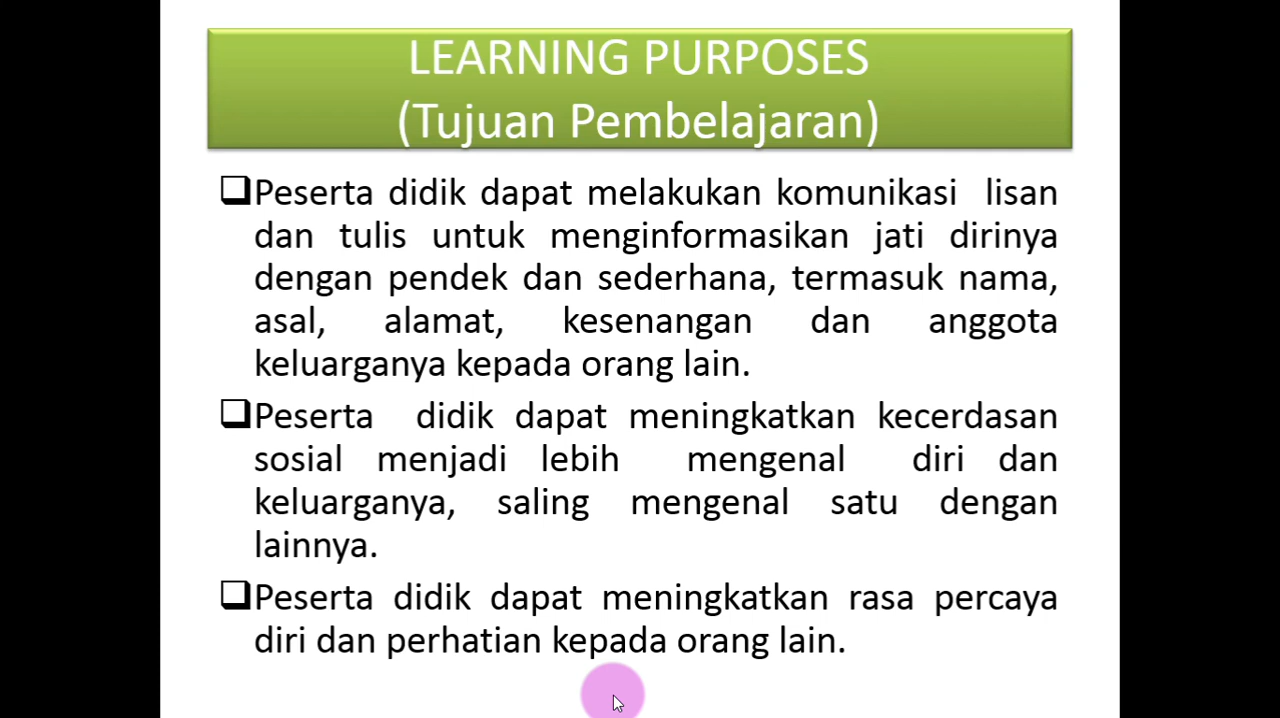 LEARNING PURPOSES
(Tujuan Pembelajaran)
Peserta didik dapat melakukan komunikasi lisan
dan tulis untuk menginformasikan jati dirinya
dengan pendek dan sederhana, termasuk nama,
asal, alamat, kesenangan dan anggota
keluarganya kepada orang lain.
Peserta didik dapat meningkatkan kecerdasan
sosial menjadi lebih mengenal diri dan
keluarganya, saling mengenal satu dengan
lainnya.
Peserta didik dapat meningkatkan rasa percaya
diri dan perhatian kepada orang lain.